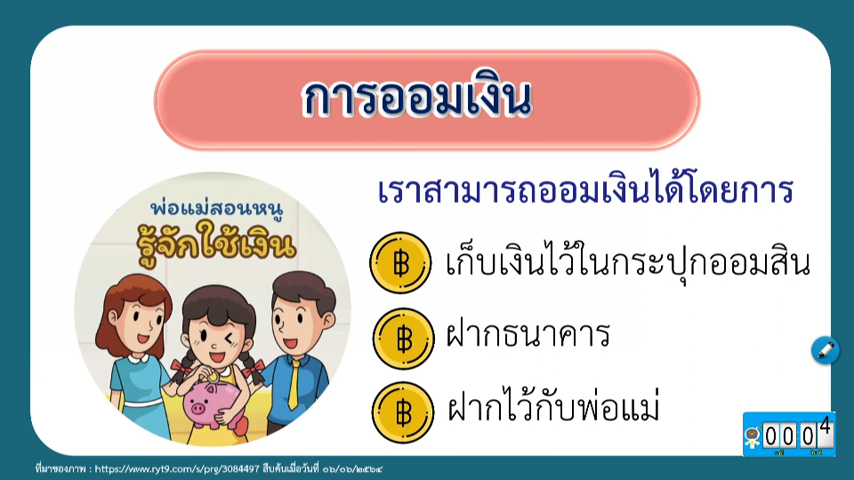 การออมเงิน
เราสามารถออมเงินได้โดยการ
พ่อแม่สอนหนู
รู้จักใช้เงิน
฿ เก็บเงินไว้ในกระปุกออมสิน
฿ ฝากธนาคาร
฿ ฝากไว้กับพ่อแม่
0004
ที่มาของภาพ : https://www.ryt9.com/s/prg/3084497 สืบค้นเมื่อวันที่ ๐๖/๐๖/๒๕๖๔